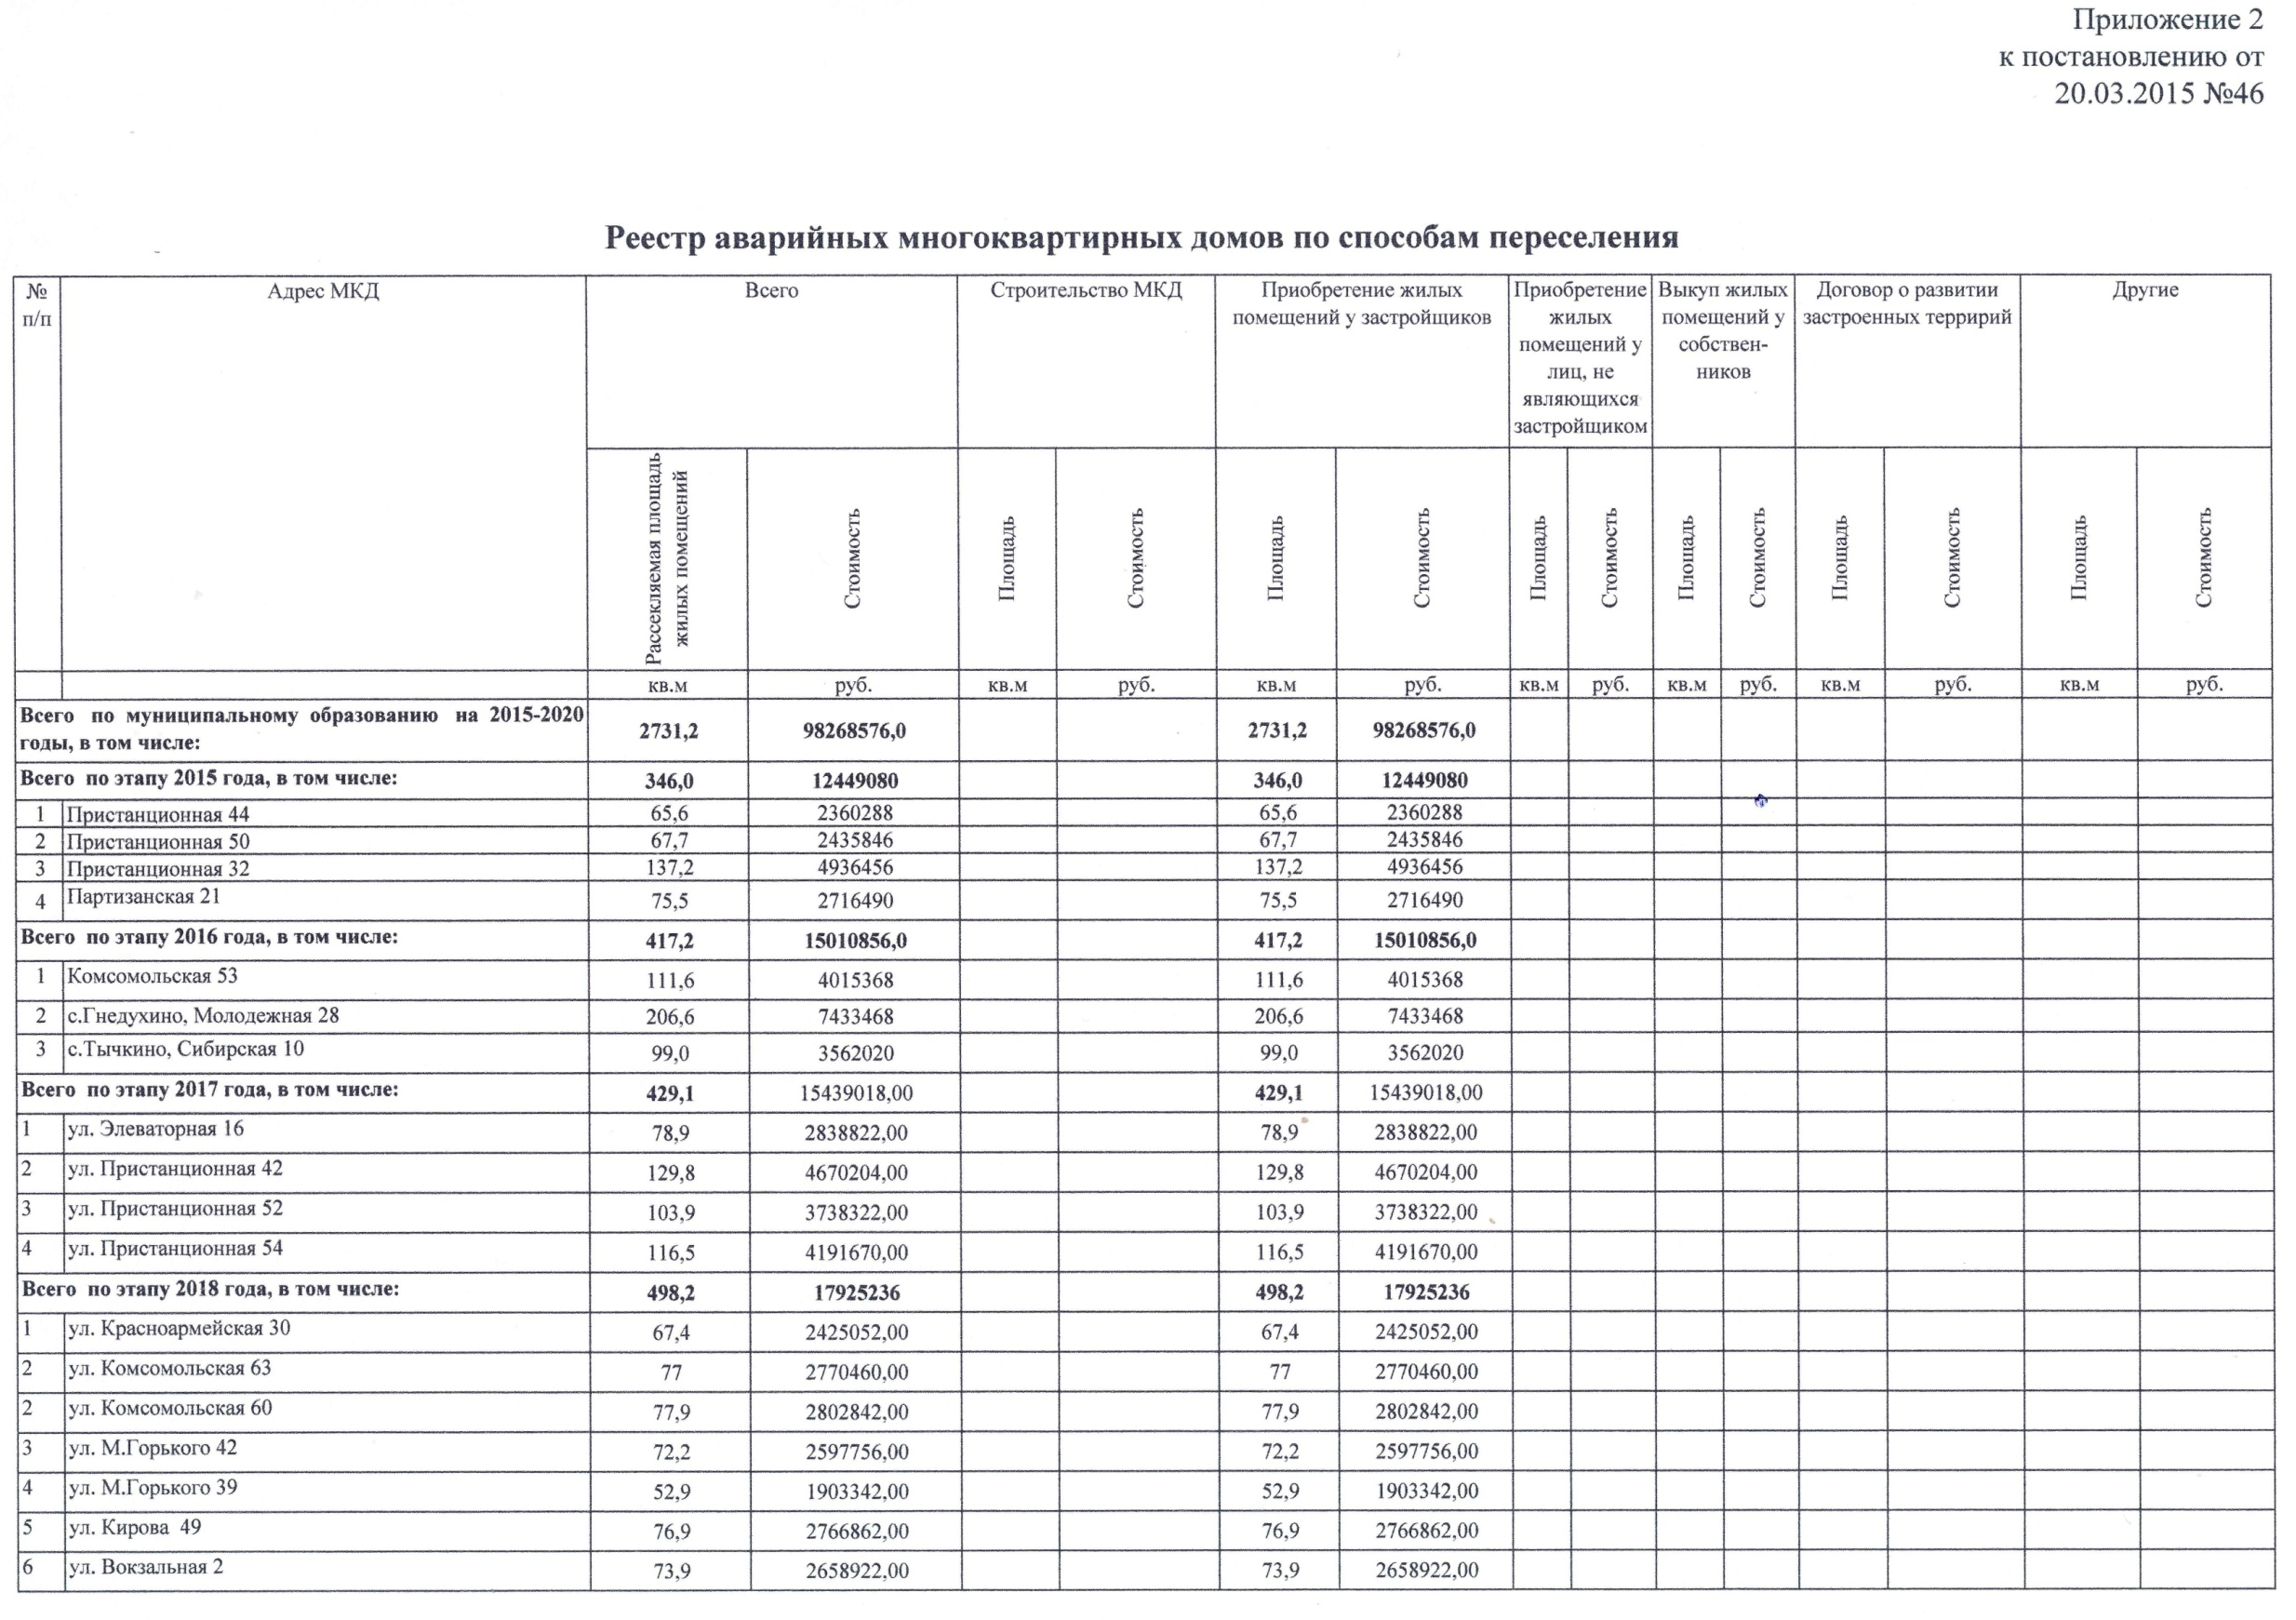 Приложение 2
к постановлению от
20.03.2015 №46
Реестр аварийных многоквартирных домов по способам переселения
№ п/п Адрес МКД Всего Строительство МКД Приобретение жилых помещений у застройщиков Приобретение жилых помещений у лиц, не являющихся застройщиком Выкуп жилых помещений у собствен-ников Договор о развитии застроенных терририй Другие
Расселяемая площадь жилых помещений Стоимость Площадь Стоимость Площадь Стоимость Площадь Стоимость Площадь Стоимость Площадь Стоимость Площадь Стоимость
кв.м руб. кв.м руб. кв.м руб. кв.м руб. кв.м руб. кв.м руб. кв.м руб.
Всего по муниципальному образованию на 2015-2020 годы, в том числе: 2731,2 98268576,0 2731,2 98268576,0
Всего по этапу 2015 года, в том числе: 346,0 12449080 346,0 12449080
1 Пристанционная 44 65,6 2360288 65,6 2360288
2 Пристанционная 50 67,7 2435846 67,7 2435846
3 Пристанционная 32 137,2 4936456 137,2 4936456
4 Партизанская 21 75,5 2716490 75,5 2716490
Всего по этапу 2016 года, в том числе: 417,2 15010856,0 417,2 15010856,0
1 Комсомольская 53 111,6 4015368 111,6 4015368
2 с.Гнедухино, Молодежная 28 206,6 7433468 206,6 7433468
3 с.Тычкино, Сибирская 10 99,0 3562020 99,0 3562020
Всего по этапу 2017 года, в том числе: 429,1 15439018,00 429,1 15439018,00
1 ул. Элеваторная 16 78,9 2838822,00 78,9 2838822,00
2 ул. Пристанционная 42 129,8 4670204,00 129,8 4670204,00
3 ул. Пристанционная 52 103,9 3738322,00 103,9 3738322,00
4 ул. Пристанционная 54 116,5 4191670,00 116,5 4191670,00
Всего по этапу 2018 года, в том числе: 498,2 17925236 498,2 17925236
1 ул. Красноармейская 30 67,4 2425052,00 67,4 2425052,00
2 ул. Комсомольская 63 77 2770460,00 77 2770460,00
2 ул. Комсомольская 60 77,9 2802842,00 77,9 2802842,00
3 ул. М.Горького 42 72,2 2597756,00 72,2 2597756,00
4 ул. М.Горького 39 52,9 1903342,00 52,9 1903342,00
5 ул. Кирова 49 76,9 2766862,00 76,9 2766862,00
6 ул. Вокзальная 2 73,9 2658922,00 73,9 2658922,00